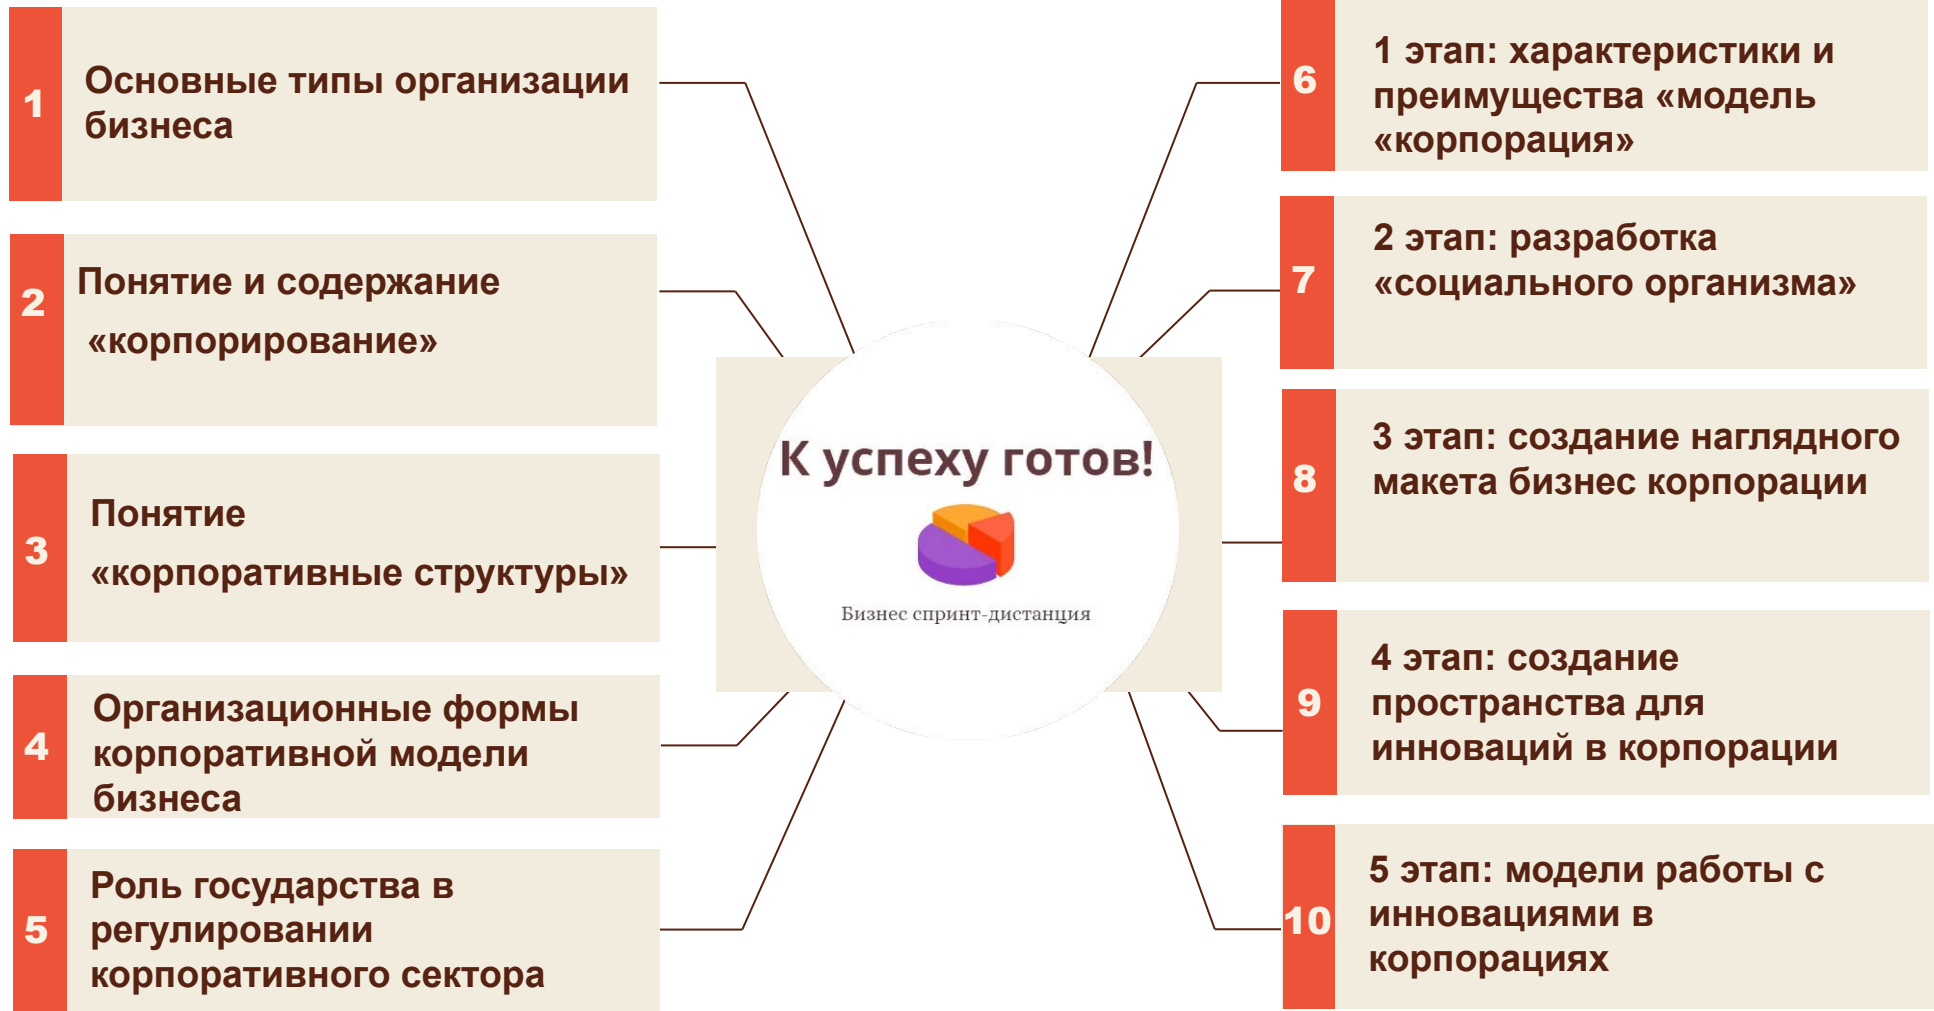 1
Основные типы организации
бизнеса
2
Понятие и содержание
«корпорирование»
3
Понятие
«корпоративные структуры»
4
Организационные формы
корпоративной модели
бизнеса
5
Роль государства в
регулировании
корпоративного сектора
К успеху готов!
Бизнес спринт-дистанция
6
1 этап: характеристики и
преимущества «модель
«корпорация»
7
2 этап: разработка
«социального организма»
8
3 этап: создание наглядного
макета бизнес корпорации
9
4 этап: создание
пространства для
инноваций в корпорации
10
5 этап: модели работы с
инновациями в
корпорациях